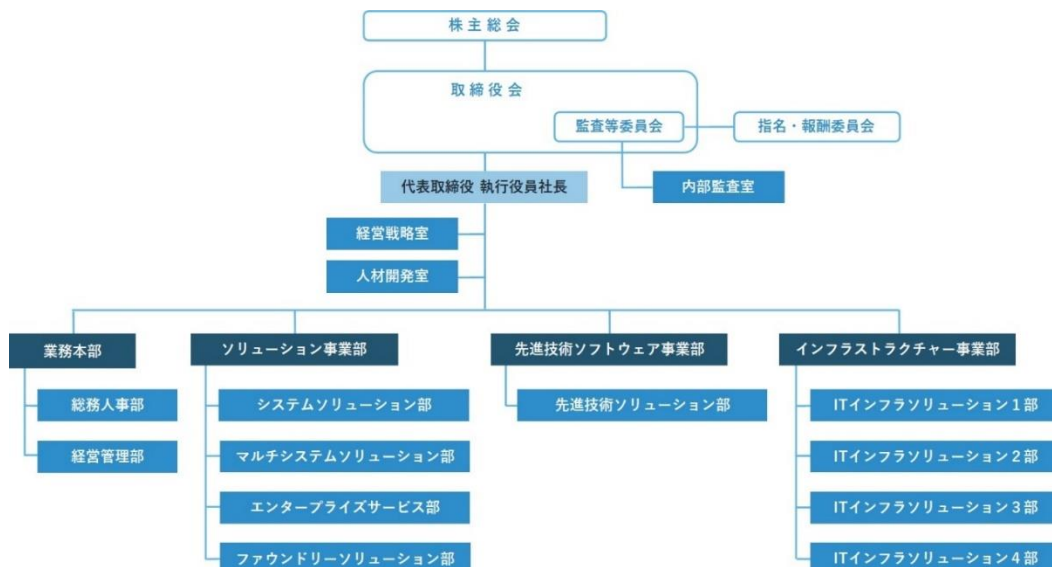 株主総会
取締役会
監査等委員会
指名・報酬委員会
代表取締役 執行役員社長
内部監査室
経営戦略室
人材開発室
業務本部
ソリューション事業部
先進技術ソフトウェア事業部
インフラストラクチャー事業部
総務人事部
システムソリューション部
先進技術ソリューション部
ITインフラソリューション1部
経営管理部
マルチシステムソリューション部
ITインフラソリューション2部
エンタープライズサービス部
ITインフラソリューション3部
ファウンドリーソリューション部
ITインフラソリューション4部